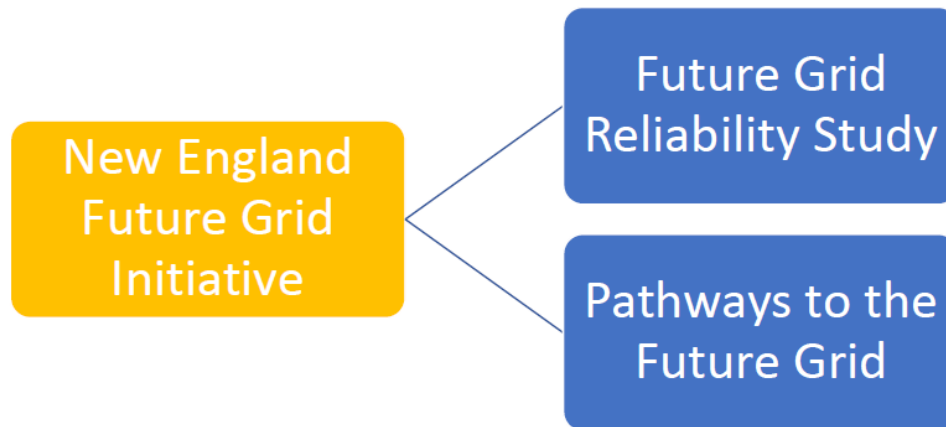 New England
Future Grid
Initiative
Future Grid
Reliability Study
Pathways to the
Future Grid